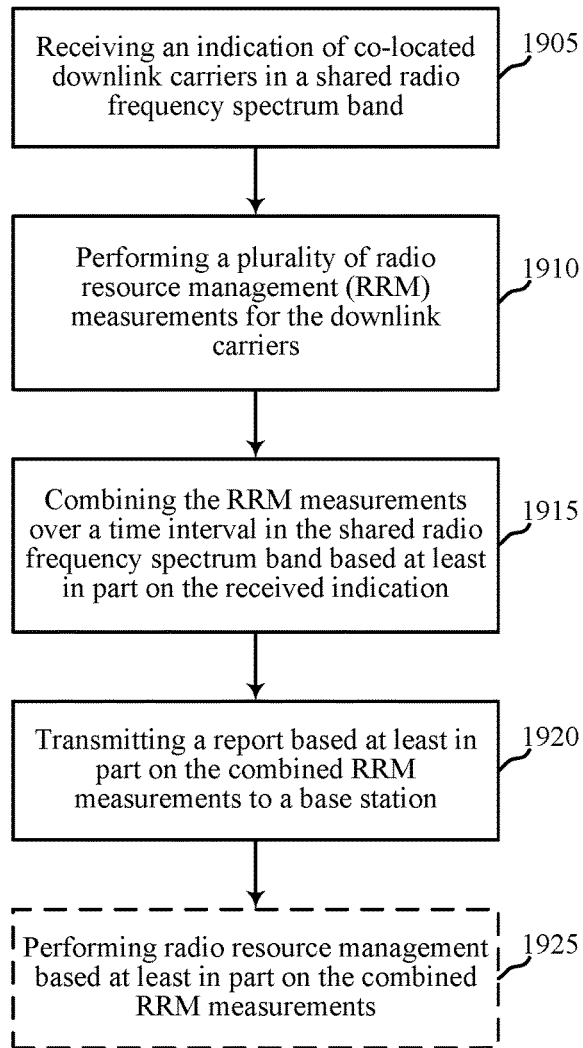 Receiving an indication of co-located
downlink carriers in a shared radio
frequency spectrum band
1905
Performing a plurality of radio
resource management (RRM)
measurements for the downlink
carriers
1910
Combining the RRM measurements
over a time interval in the shared radio
frequency spectrum band based at least
in part on the received indication
1915
Transmitting a report based at least in
part on the combined RRM
measurements to a base station
1920
Performing radio resource management
based at least in part on the combined
RRM measurements
1925